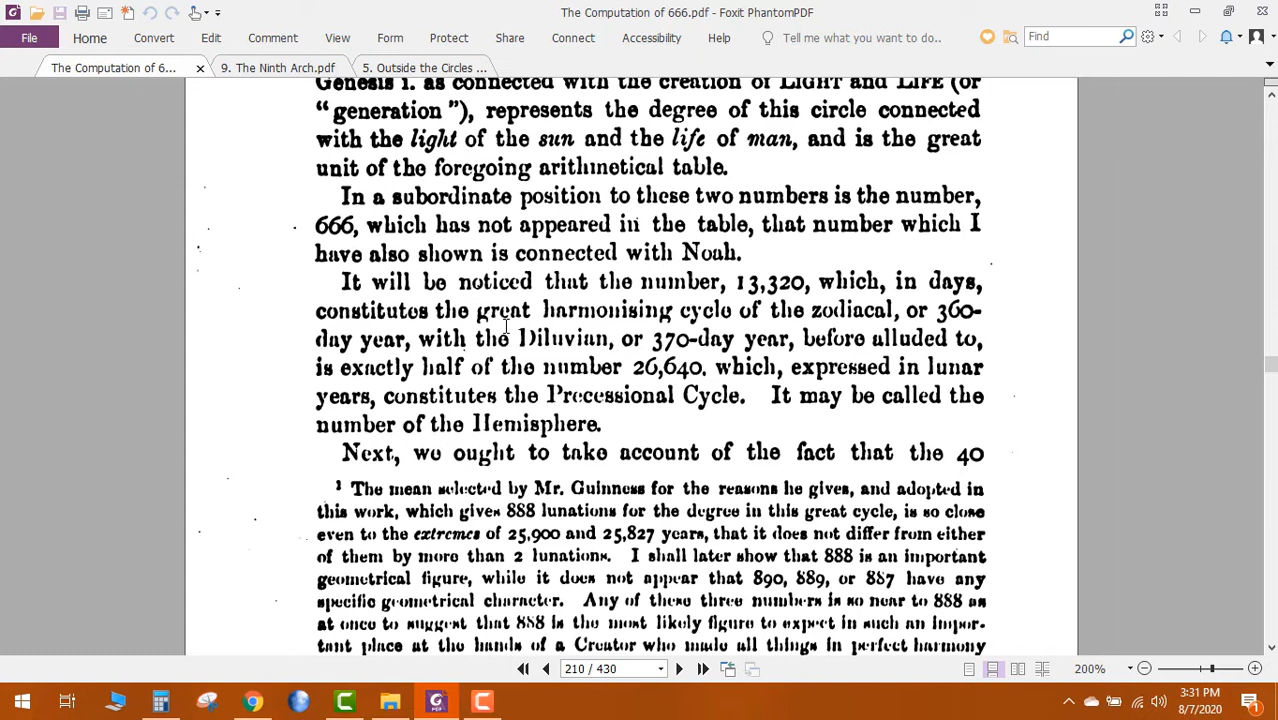 The Computation of 666.pdf - Foxit PhantomPDF
File Home Convert Edit Comment View Form Protect Share Connect Accessibility Help Tell me what you want to do.. Find
The Computation of 6... 9. The Ninth Arch.pdf 5. Outside the Circles ...
Genesis i. as connected with the creation of LIGHT and LIFE (or
“generation”), represents the degree of this circle connected
with the light of the sun and the life of man, and is the great
unit of the foregoing arithmetical table.
In a subordinate position to these two numbers is the number,
666, which has not appeared in the table, that number which I
have also shown is connected with Noah.
It will be noticed that the number, 13,320, which, in days,
constitutes the great harmonising cycle of the zodiacal, or 360-
day year, with the Diluvian, or 370-day year, before alluded to,
is exactly half of the number 26,640. which, expressed in lunar
years, constitutes the Precessional Cycle. It may be called the
number of the Hemisphere.
Next, we ought to take account of the fact that the 40
1 The mean selected by Mr. Guinness for the reasons he gives, and adopted in
this work, which gives 888 lunations for the degree in this great cycle, is so close
even to the extremes of 25,900 and 25,827 years, that it does not differ from either
of them by more than 2 lunations. I shall later show that 888 is an important
geometrical figure, while it does not appear that 890, 889, or 887 have any
specific geometrical character. Any of these three numbers is so near to 888 as
at once to suggest that 888 is the most likely figure to expect in such an impor-
tant place at the hands of a Creator who made all things in perfect harmony
210 / 430 200%
3:31 PM
8/7/2020